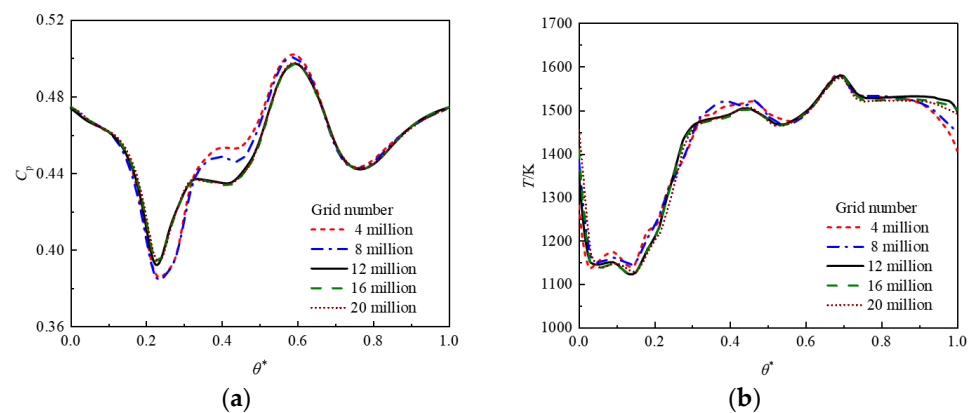 (a)
0.52
0.48
0.44
0.40
0.36
Cp
Grid number
4 million
8 million
12 million
16 million
20 million
0.0 0.2 0.4 0.6 0.8 1.0
θ*
(a)
(b)
1700
1600
1500
1400
1300
1200
1100
1000
T/K
Grid number
4 million
8 million
12 million
16 million
20 million
0.0 0.2 0.4 0.6 0.8 1.0
θ*
(b)